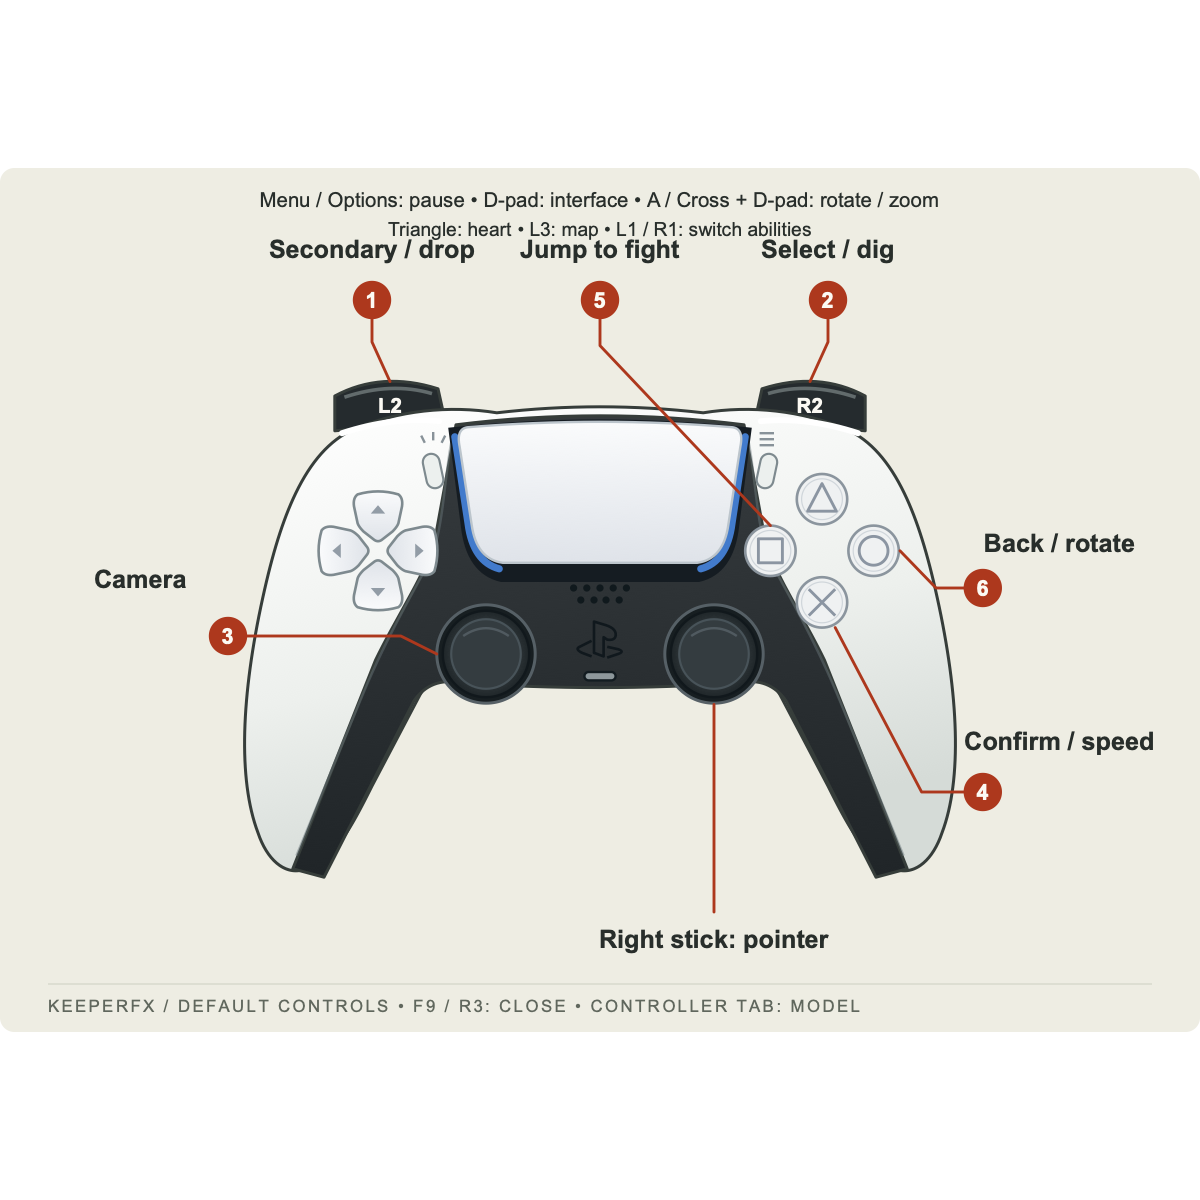 Menu / Options: pause • D-pad: interface • A / Cross + D-pad: rotate / zoom
Triangle: heart • L3: map • L1 / R1: switch abilities
Secondary / drop
Jump to fight
Select / dig
1
5
2
L2
R2
Back / rotate
Camera
6
3
Confirm / speed
4
Right stick: pointer
KEEPERFX / DEFAULT CONTROLS • F9 / R3: CLOSE • CONTROLLER TAB: MODEL